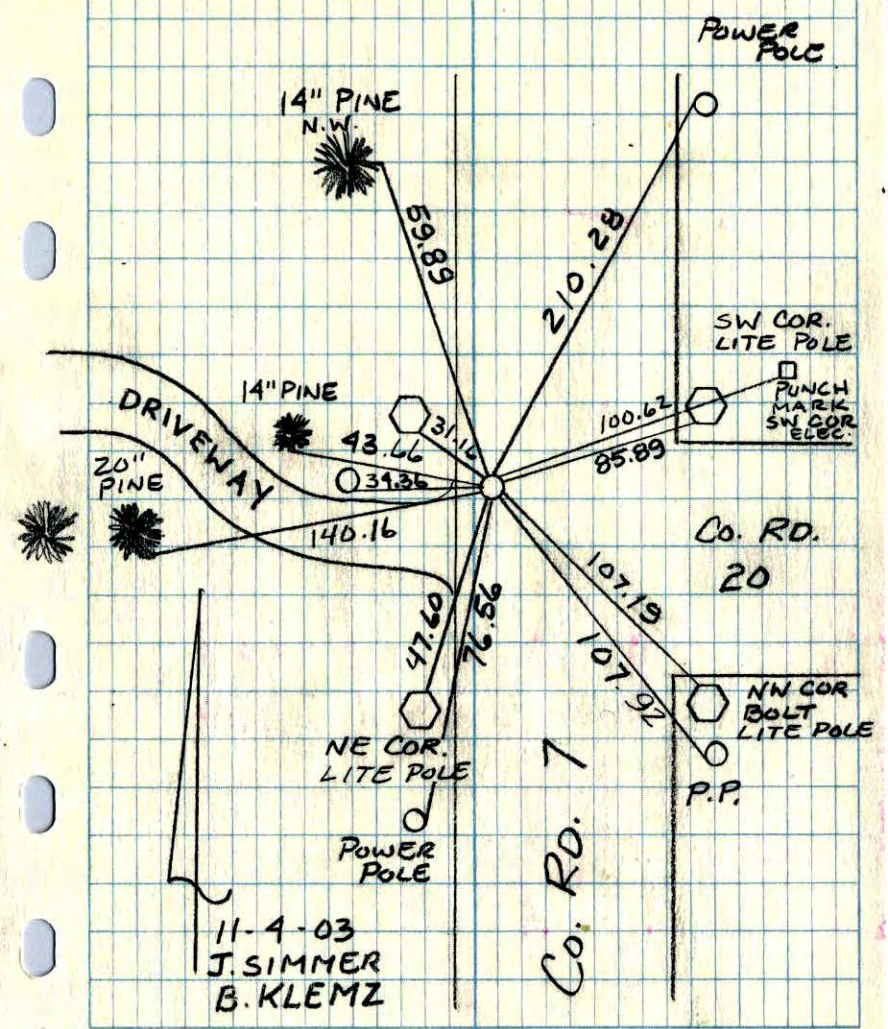 POWER
POLE
14" PINE
N.W.
59.89
210.28
SW COR.
LITE POLE
PUNCH
MARK
SW COR
ELEC.
14" PINE
31.16
100.62
85.89
DRIVEWAY
43.66
34.36
20"
PINE
140.16
Co. RD.
20
47.60
76.56
107.19
107.92
NW COR
BOLT
LITE POLE
NE COR.
LITE POLE
P.P.
POWER
POLE
Co. RD. 7
11-4-03
J. SIMMER
B. KLEMZ